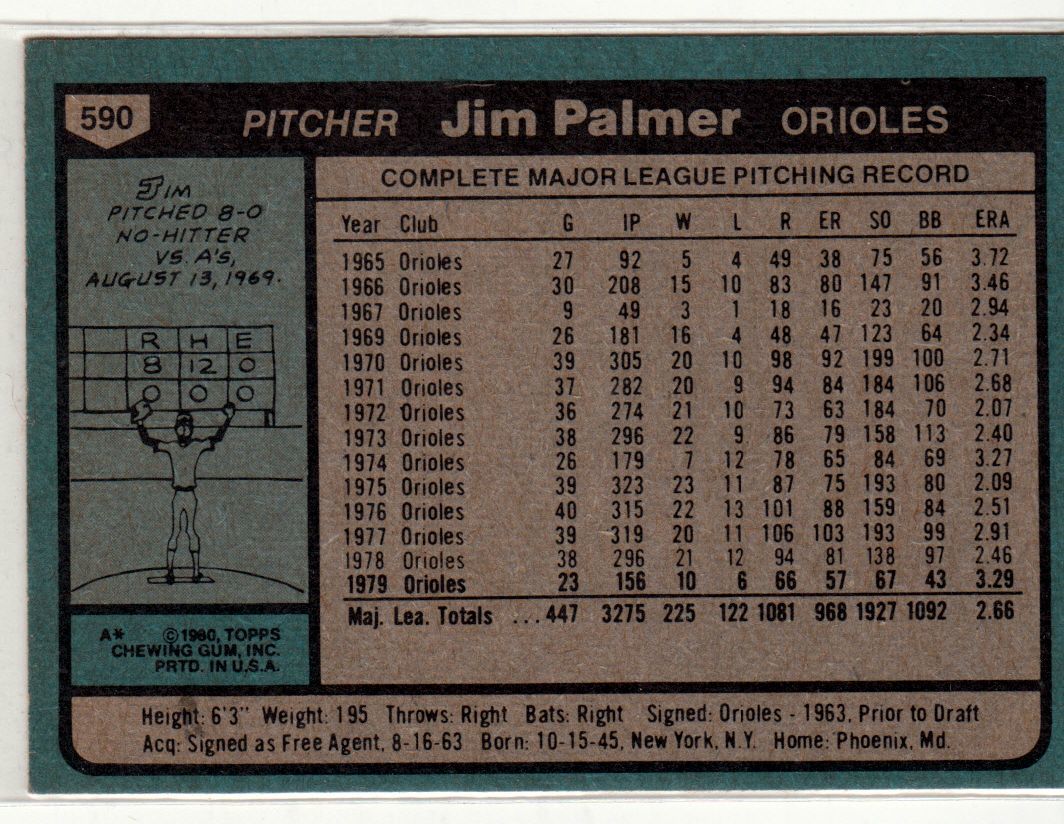 590 PITCHER Jim Palmer ORIOLES
JIM
PITCHED 8-0
NO-HITTER
VS. A'S,
AUGUST 13, 1969.
R H E
8 12 0
0 0 0
A* ©1980, TOPPS
CHEWING GUM, INC.
PRTD. IN U.S.A.
COMPLETE MAJOR LEAGUE PITCHING RECORD
Year Club G IP W L R ER SO BB ERA
1965 Orioles 27 92 5 4 49 38 75 56 3.72
1966 Orioles 30 208 15 10 83 80 147 91 3.46
1967 Orioles 9 49 3 1 18 16 23 20 2.94
1969 Orioles 26 181 16 4 48 47 123 64 2.34
1970 Orioles 39 305 20 10 98 92 199 100 2.71
1971 Orioles 37 282 20 9 94 84 184 106 2.68
1972 Orioles 36 274 21 10 73 63 184 70 2.07
1973 Orioles 38 296 22 9 86 79 158 113 2.40
1974 Orioles 26 179 7 12 78 65 84 69 3.27
1975 Orioles 39 323 23 11 87 75 193 80 2.09
1976 Orioles 40 315 22 13 101 88 159 84 2.51
1977 Orioles 39 319 20 11 106 103 193 99 2.91
1978 Orioles 38 296 21 12 94 81 138 97 2.46
1979 Orioles 23 156 10 6 66 57 67 43 3.29
Maj. Lea. Totals ...447 3275 225 122 1081 968 1927 1092 2.66
Height: 6'3" Weight: 195 Throws: Right Bats: Right Signed: Orioles - 1963, Prior to Draft
Acq: Signed as Free Agent, 8-16-63 Born: 10-15-45, New York, N.Y. Home: Phoenix, Md.